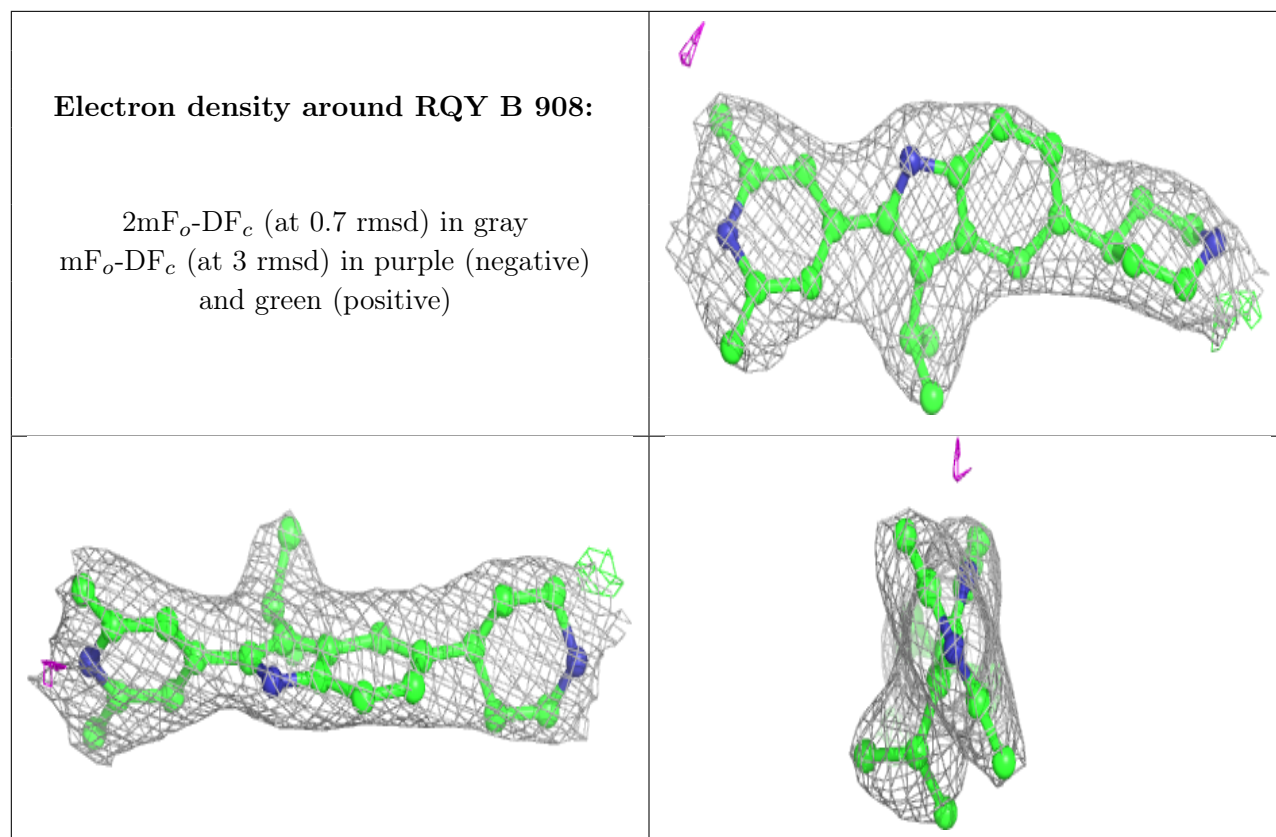 Electron density around RQY B 908:
2mFo-DFc (at 0.7 rmsd) in gray
mFo-DFc (at 3 rmsd) in purple (negative)
and green (positive)